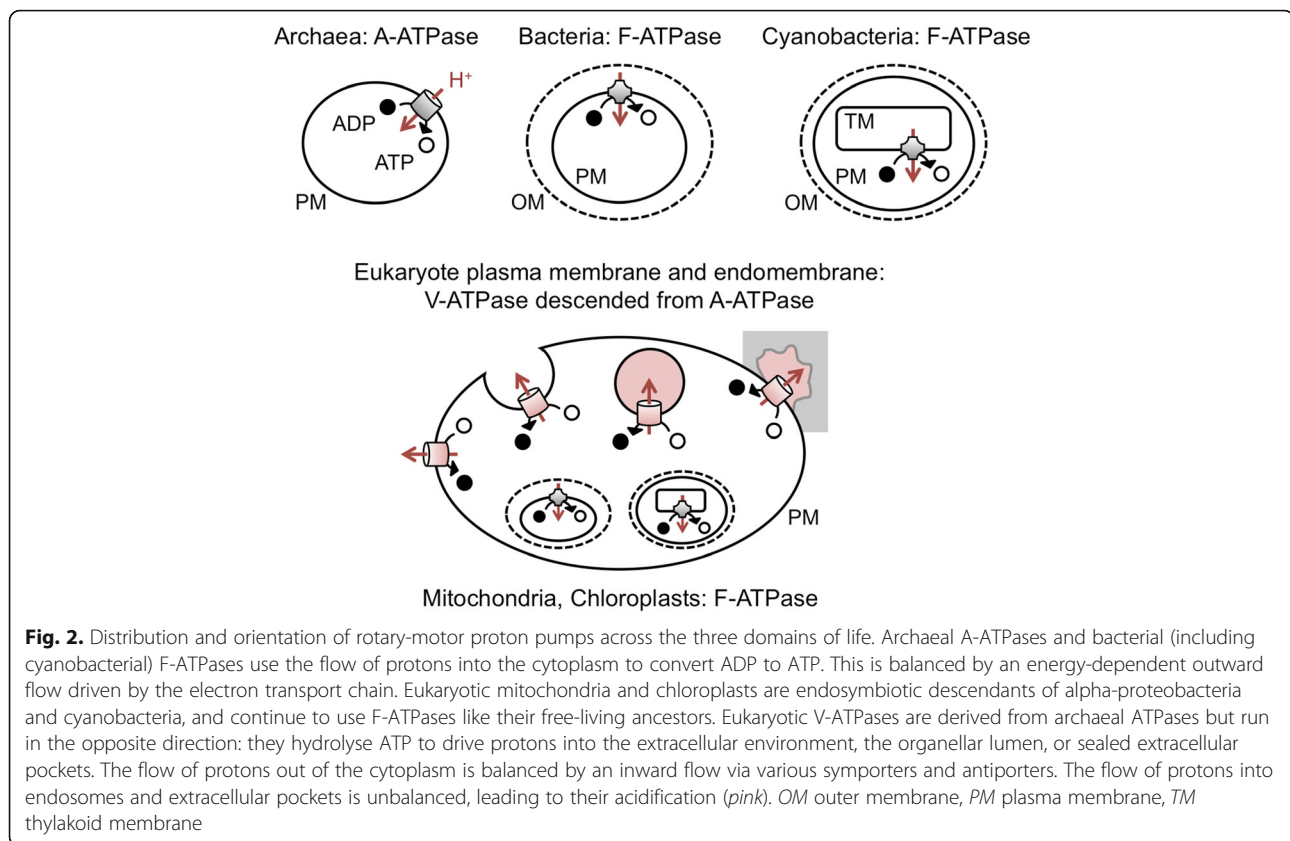 Archaea: A-ATPase
Bacteria: F-ATPase
Cyanobacteria: F-ATPase
H⁺
ADP
ATP
PM
PM
OM
TM
PM
OM
Eukaryote plasma membrane and endomembrane:
V-ATPase descended from A-ATPase
PM
Mitochondria, Chloroplasts: F-ATPase
Fig. 2. Distribution and orientation of rotary-motor proton pumps across the three domains of life. Archaeal A-ATPases and bacterial (including
cyanobacterial) F-ATPases use the flow of protons into the cytoplasm to convert ADP to ATP. This is balanced by an energy-dependent outward
flow driven by the electron transport chain. Eukaryotic mitochondria and chloroplasts are endosymbiotic descendants of alpha-proteobacteria
and cyanobacteria, and continue to use F-ATPases like their free-living ancestors. Eukaryotic V-ATPases are derived from archaeal ATPases but run
in the opposite direction: they hydrolyse ATP to drive protons into the extracellular environment, the organellar lumen, or sealed extracellular
pockets. The flow of protons out of the cytoplasm is balanced by an inward flow via various symporters and antiporters. The flow of protons into
endosomes and extracellular pockets is unbalanced, leading to their acidification (pink). OM outer membrane, PM plasma membrane, TM
thylakoid membrane